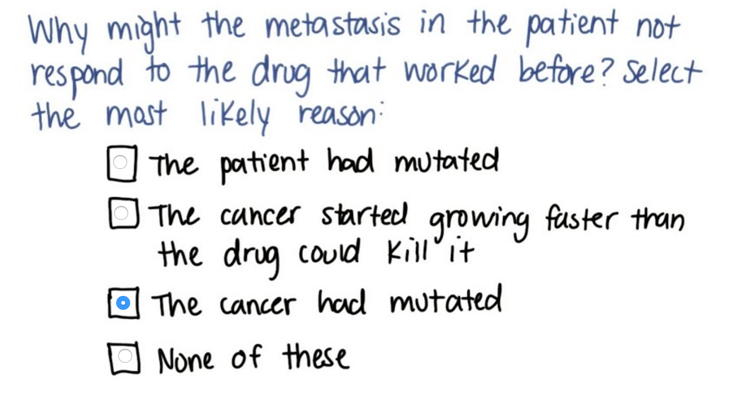 Why might the metastasis in the patient not
respond to the drug that worked before? Select
the most likely reason:
The patient had mutated
The cancer started growing faster than
the drug could kill it
The cancer had mutated
None of these